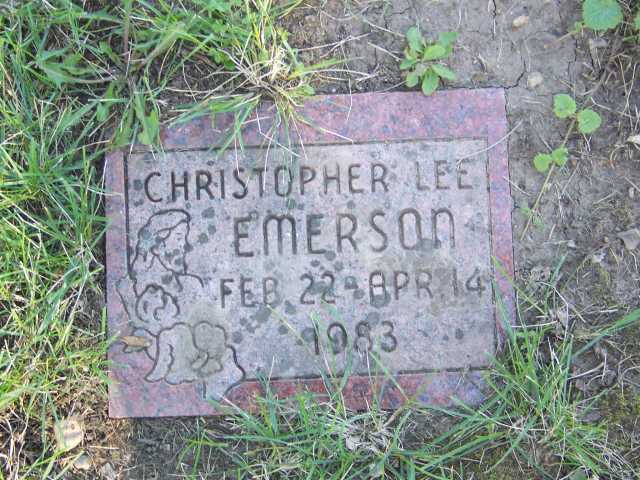 CHRISTOPHER LEE
EMERSON
FEB 22-APR 14
1983